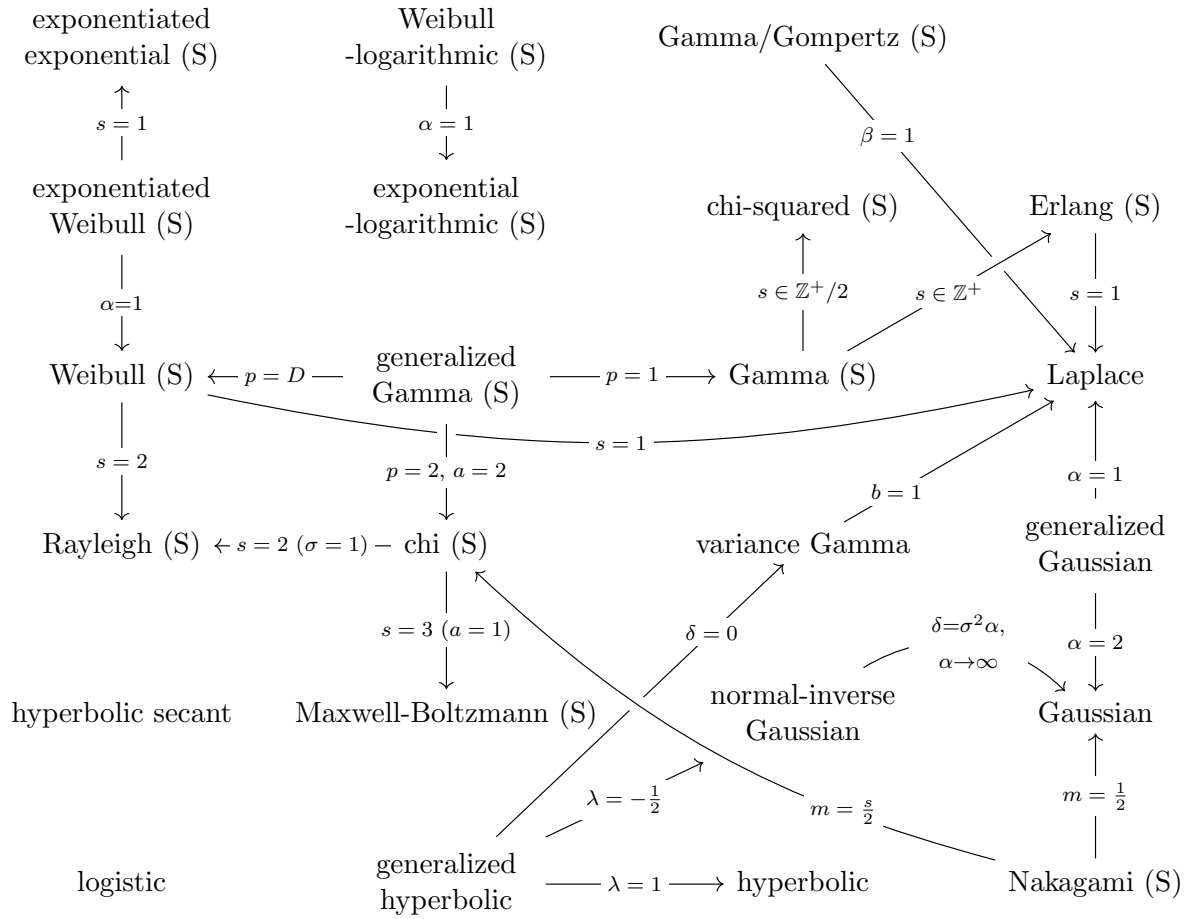 exponentiated
exponential (S)
Weibull
-logarithmic (S)
Gamma/Gompertz (S)
s = 1
α = 1
β = 1
exponentiated
Weibull (S)
exponential
-logarithmic (S)
chi-squared (S)
Erlang (S)
α=1
s ∈ ℤ⁺/2
s ∈ ℤ⁺
s = 1
Weibull (S)
p = D
generalized
Gamma (S)
p = 1
Gamma (S)
Laplace
s = 1
s = 2
p = 2, a = 2
b = 1
α = 1
Rayleigh (S)
s = 2 (σ = 1)
chi (S)
variance Gamma
generalized
Gaussian
s = 3 (a = 1)
δ = 0
δ=σ²α,
α→∞
α = 2
hyperbolic secant
Maxwell-Boltzmann (S)
normal-inverse
Gaussian
Gaussian
λ = −1/2
m = s/2
m = 1/2
logistic
generalized
hyperbolic
λ = 1
hyperbolic
Nakagami (S)